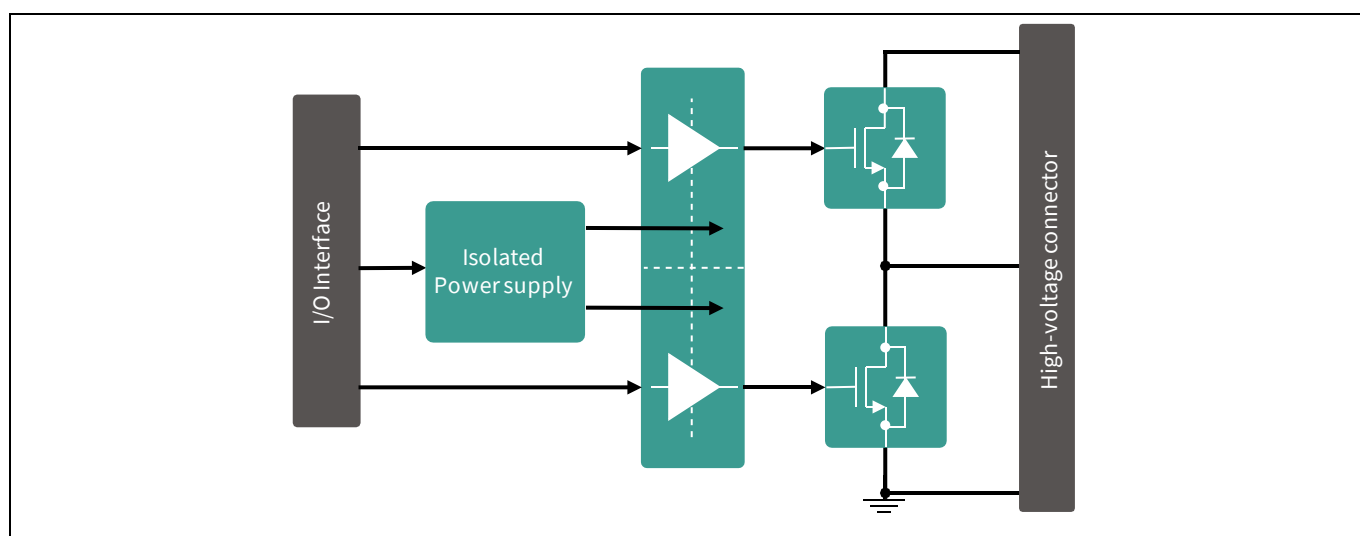 I/O Interface
Isolated
Power supply
High-voltage connector